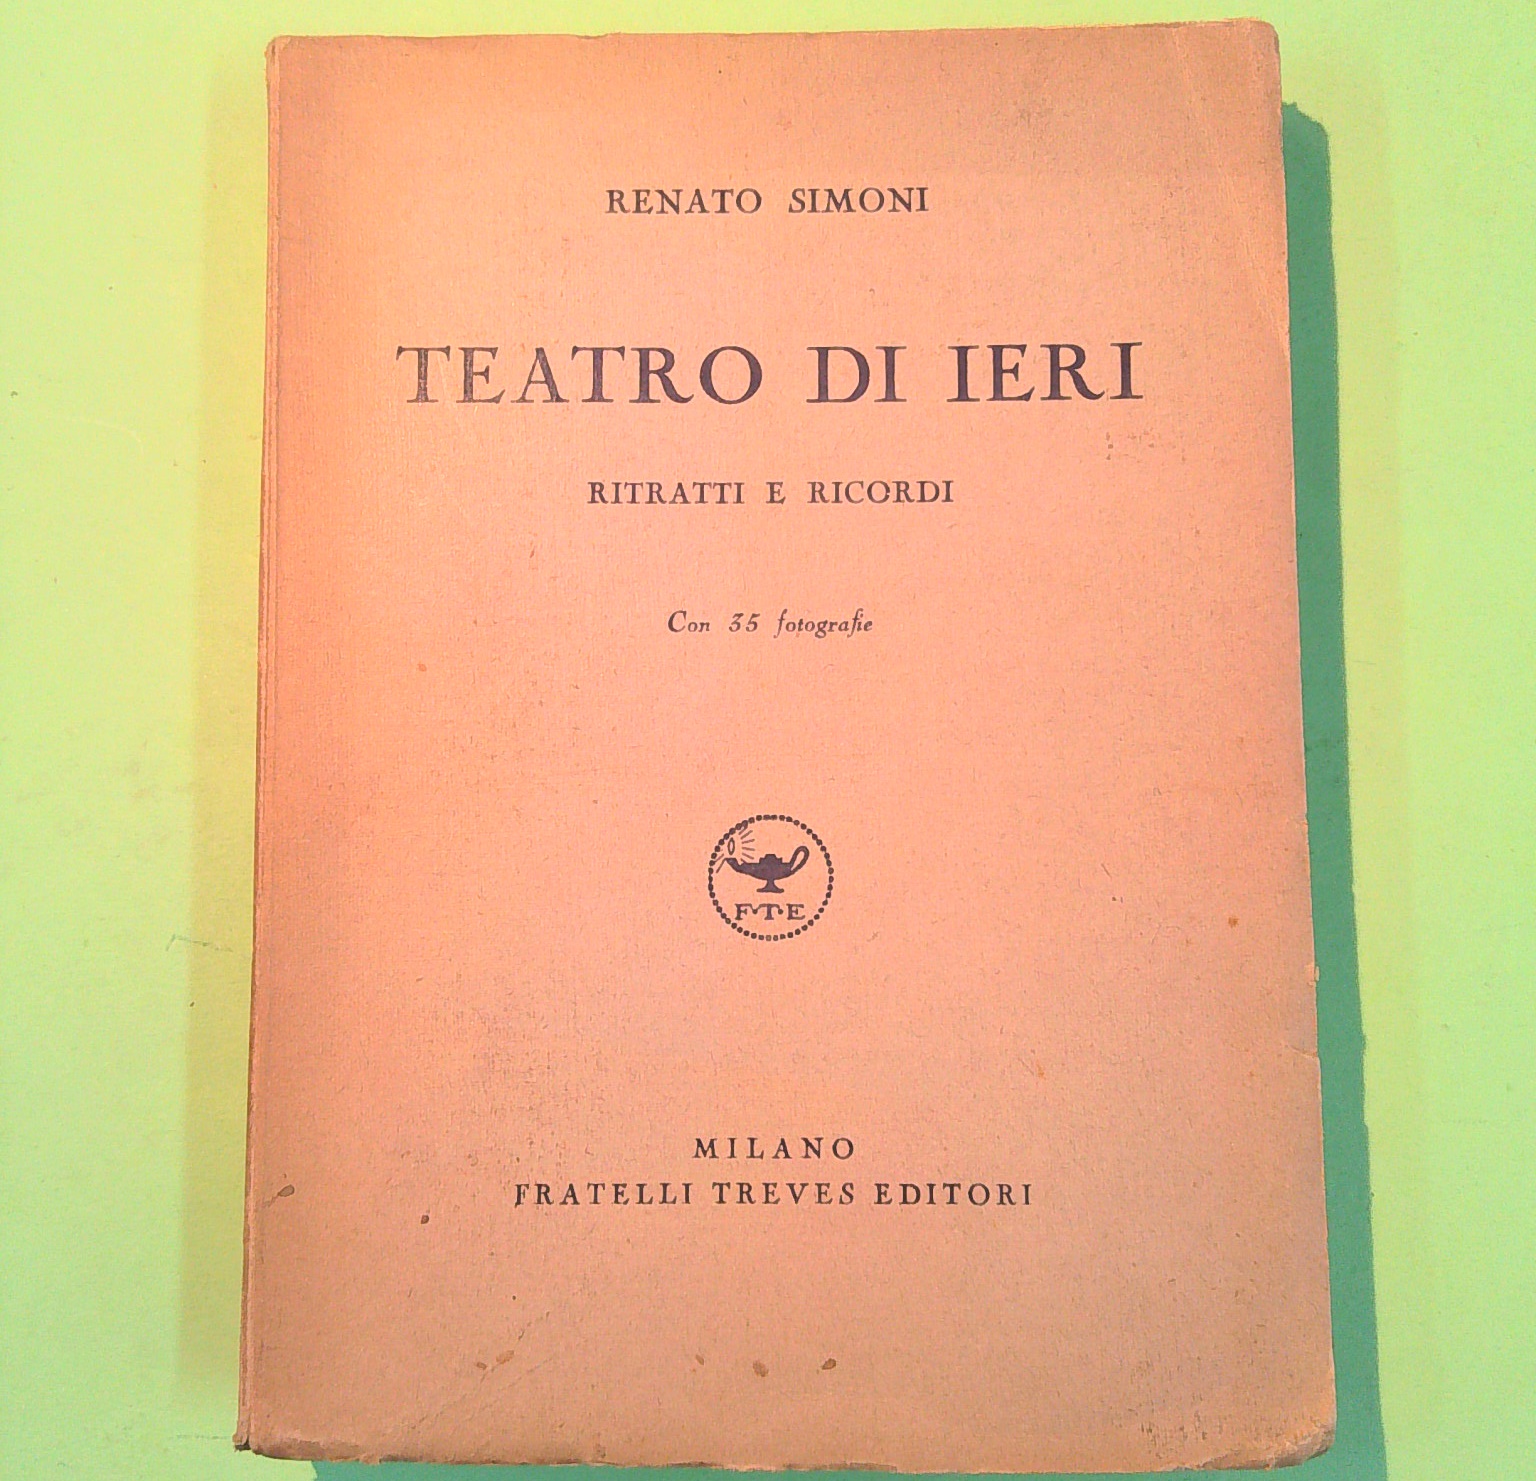 RENATO SIMONI
TEATRO DI IERI
RITRATTI E RICORDI
Con 35 fotografie
F·T·E
MILANO
FRATELLI TREVES EDITORI